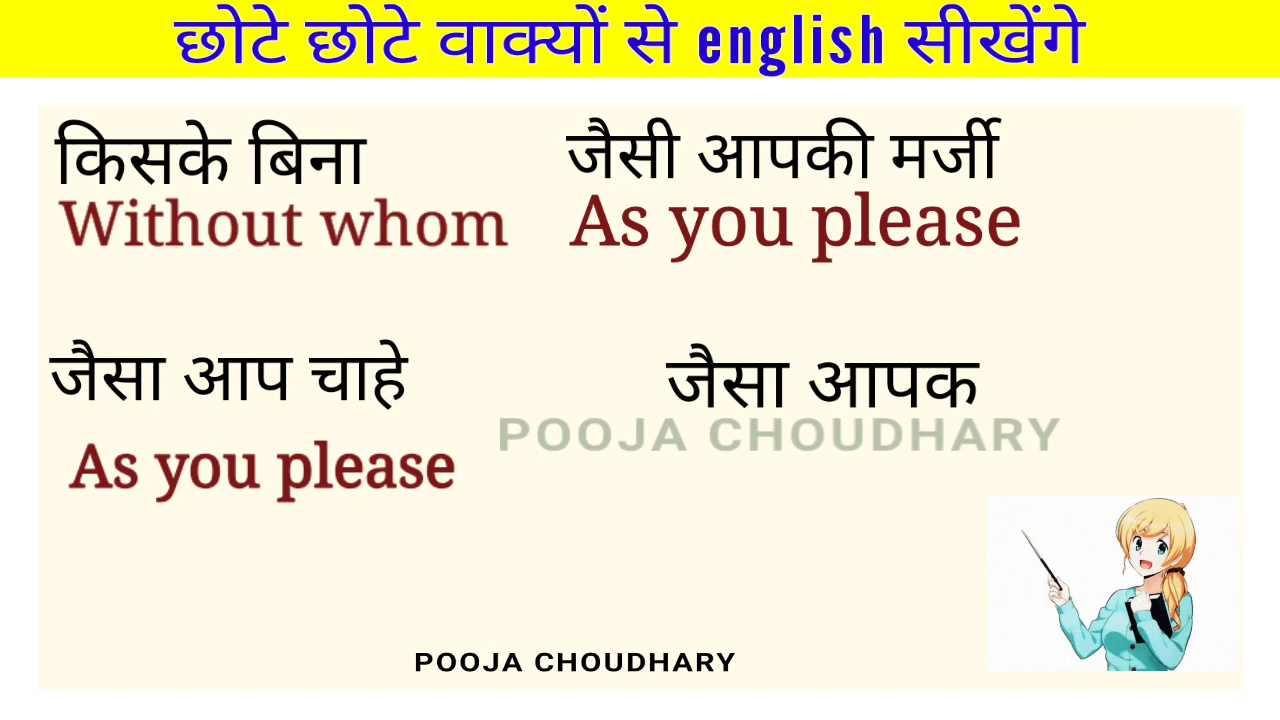 छोटे छोटे वाक्यों से english सीखेंगे
किसके बिना
Without whom
जैसी आपकी मर्जी
As you please
जैसा आप चाहे
As you please
जैसा आपक
POOJA CHOUDHARY
POOJA CHOUDHARY